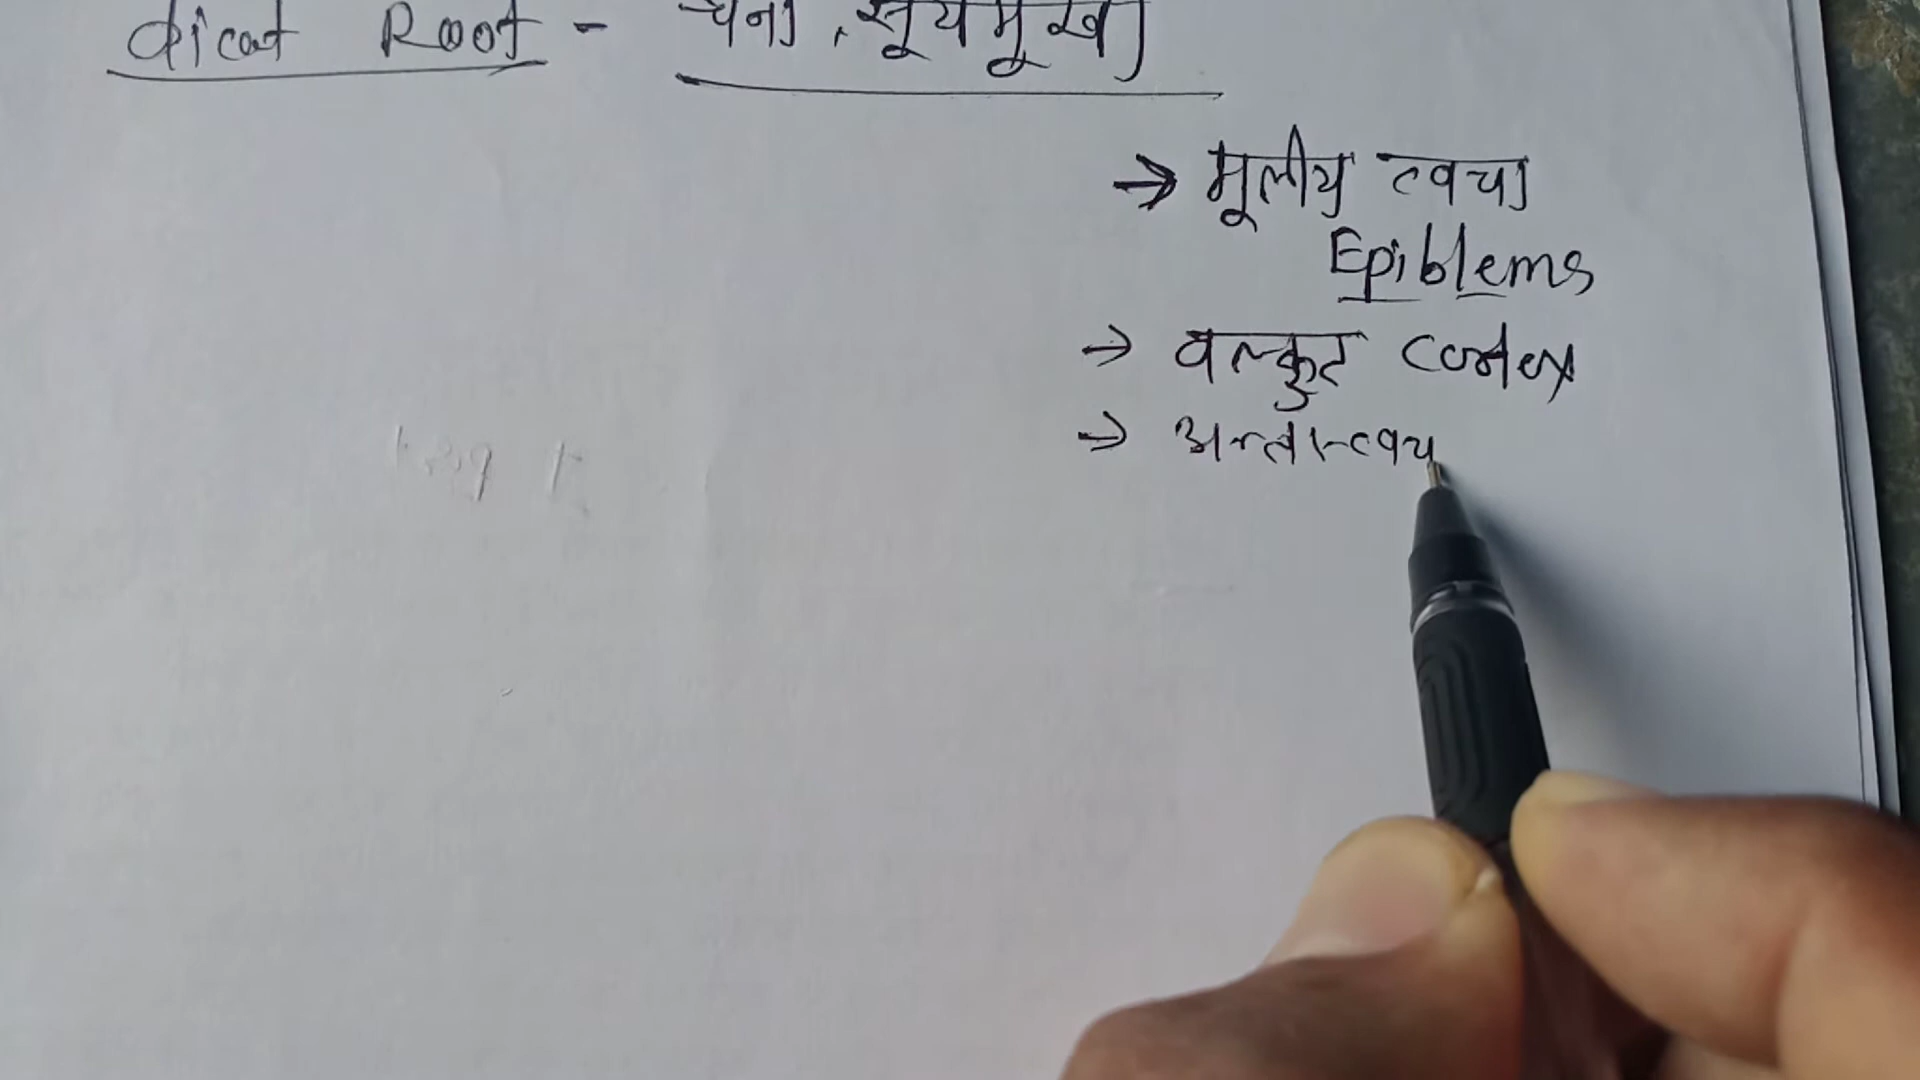 dicot Root - चना, सूर्यमूखी
→ मूलीय त्वचा
Epiblems
→ वल्कुट cortex
→ अन्तस्त्वच